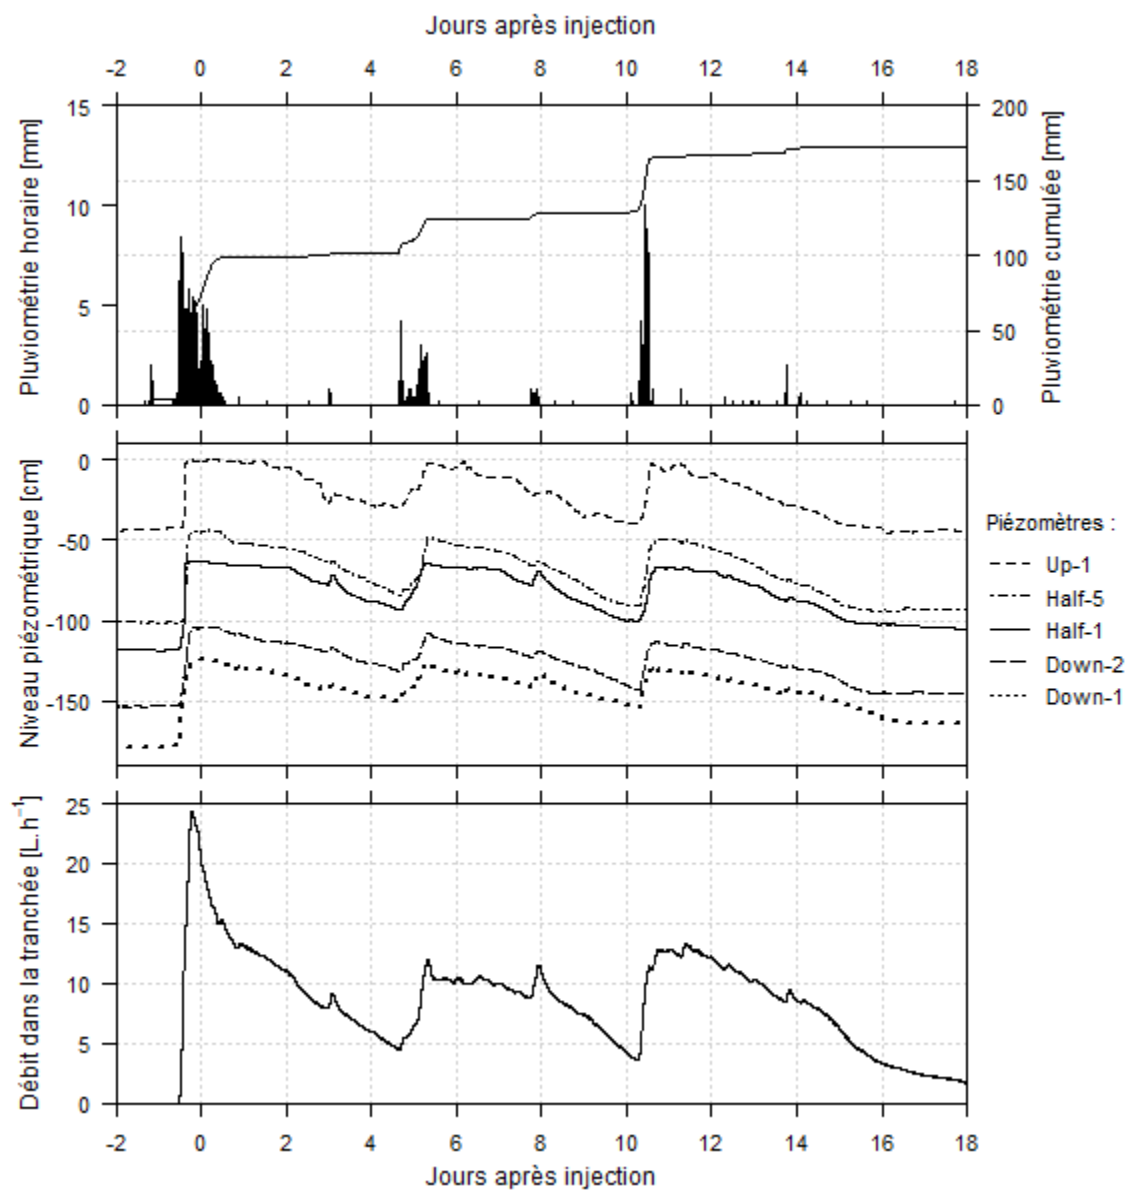 Jours après injection
-2 0 2 4 6 8 10 12 14 16 18
Pluviométrie horaire [mm]
15
10
5
0
200
150
100
50
0
Pluviométrie cumulée [mm]
Niveau piézométrique [cm]
0
-50
-100
-150
Piézomètres :
Up-1
Half-5
Half-1
Down-2
Down-1
Débit dans la tranchée [L.h⁻¹]
25
20
15
10
5
0
-2 0 2 4 6 8 10 12 14 16 18
Jours après injection